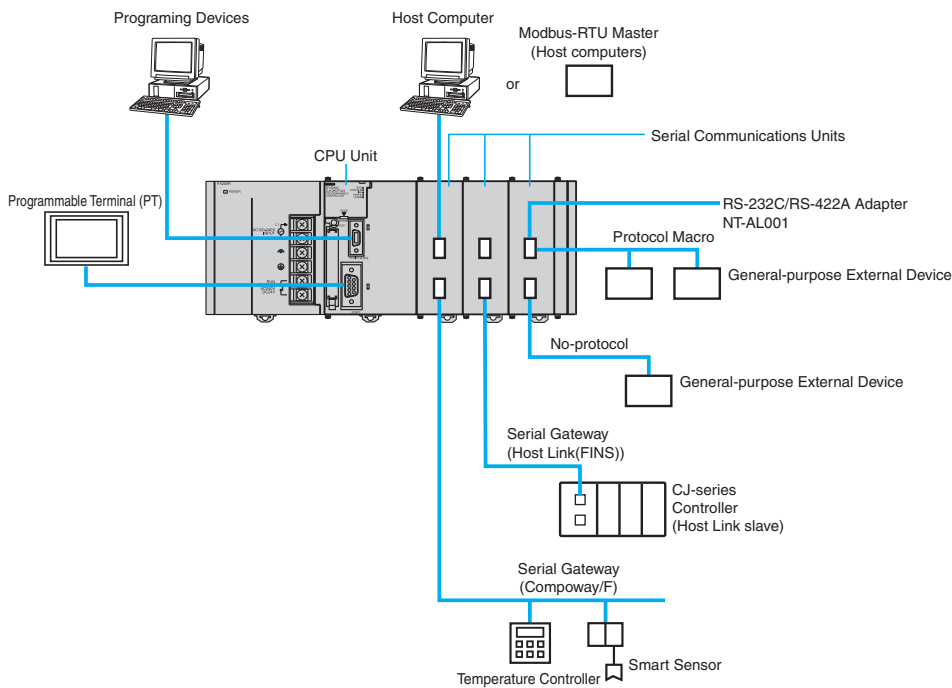 Programing Devices
Host Computer
Modbus-RTU Master
(Host computers)
or
Serial Communications Units
CPU Unit
Programmable Terminal (PT)
POWER
RS-232C/RS-422A Adapter
NT-AL001
Protocol Macro
General-purpose External Device
No-protocol
General-purpose External Device
Serial Gateway
(Host Link(FINS))
CJ-series
Controller
(Host Link slave)
Serial Gateway
(Compoway/F)
Temperature Controller
Smart Sensor